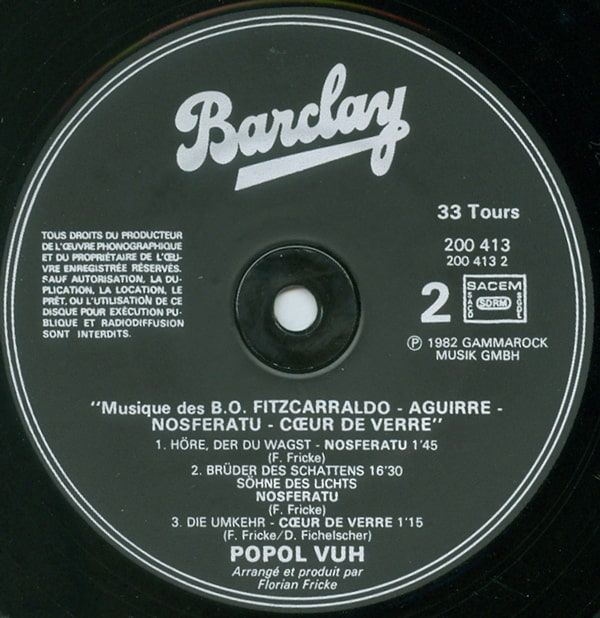 Barclay
33 Tours
TOUS DROITS DU PRODUCTEUR
DE L'ŒUVRE PHONOGRAPHIQUE
ET DU PROPRIÉTAIRE DE L'ŒU-
VRE ENREGISTRÉE RÉSERVÉS.
SAUF AUTORISATION, LA DU-
PLICATION, LA LOCATION, LE
PRÊT, OU L'UTILISATION DE CE
DISQUE POUR EXÉCUTION PU-
BLIQUE ET RADIODIFFUSION
SONT INTERDITS.
200 413
200 413 2
2
SACEM
SACD
SDRM
SGDL
℗ 1982 GAMMAROCK
MUSIK GMBH
"Musique des B.O. FITZCARRALDO - AGUIRRE -
NOSFERATU - CŒUR DE VERRE"
1. HÖRE, DER DU WAGST - NOSFERATU 1'45
(F. Fricke)
2. BRÜDER DES SCHATTENS 16'30
SÖHNE DES LICHTS
NOSFERATU
(F. Fricke)
3. DIE UMKEHR - CŒUR DE VERRE 1'15
(F. Fricke/D. Fichelscher)
POPOL VUH
Arrangé et produit par
Florian Fricke